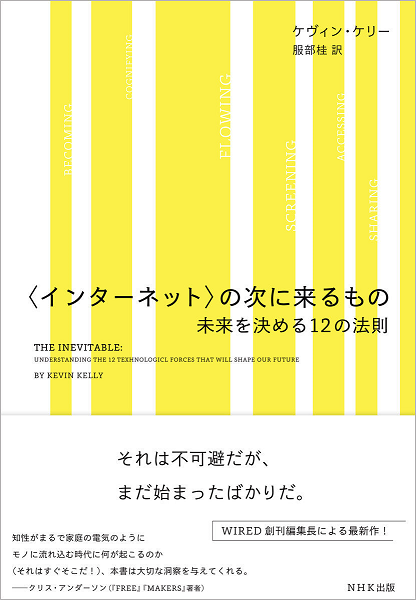 ケヴィン・ケリー
服部桂 訳
BECOMING
COGNIFYING
FLOWING
SCREENING
ACCESSING
SHARING
〈インターネット〉の次に来るもの
未来を決める12の法則
THE INEVITABLE:
UNDERSTANDING THE 12 TEXHNOLOGICL FORCES THAT WILL SHAPE OUR FUTURE
BY KEVIN KELLY
それは不可避だが、
まだ始まったばかりだ。
WIRED 創刊編集長による最新作！
知性がまるで家庭の電気のように
モノに流れ込む時代に何が起こるのか
（それはすぐそこだ！）、本書は大切な洞察を与えてくれる。
――クリス・アンダーソン（『FREE』『MAKERS』著者）
NHK出版